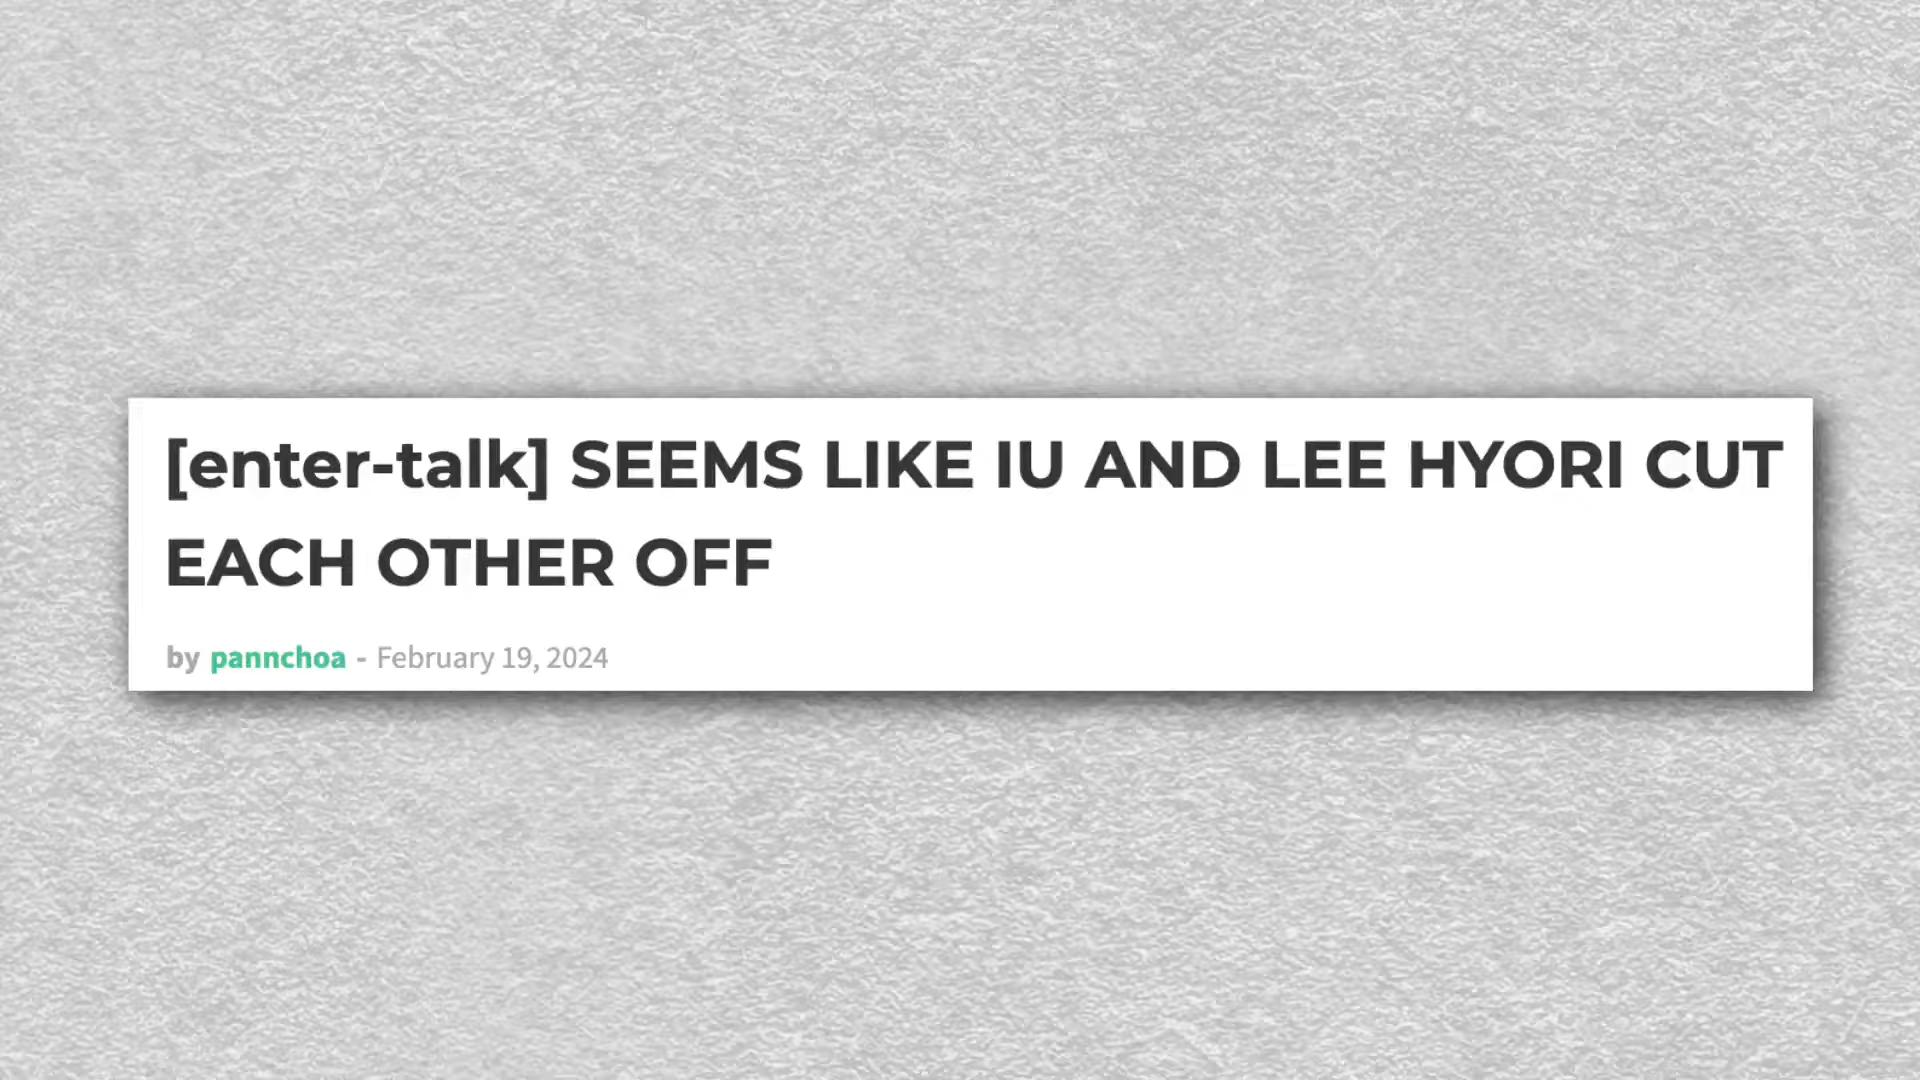 [enter-talk] SEEMS LIKE IU AND LEE HYORI CUT
EACH OTHER OFF
by pannchoa - February 19, 2024